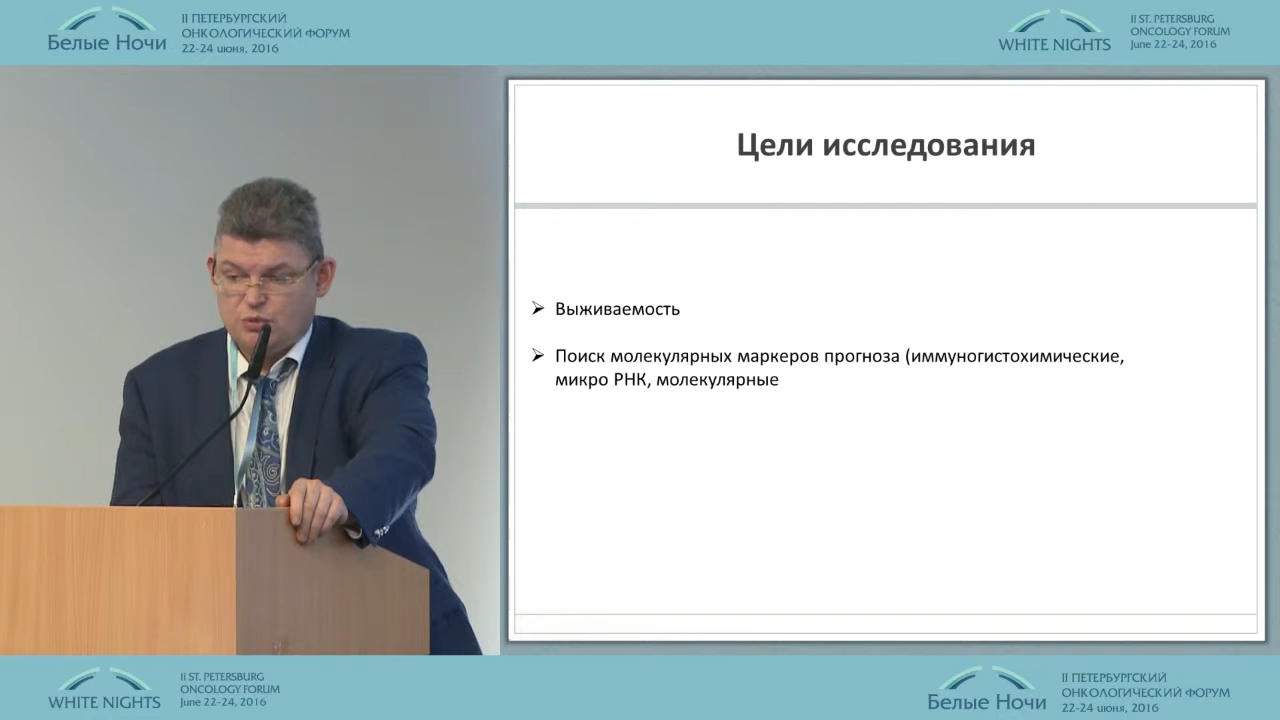 Белые Ночи
II ПЕТЕРБУРГСКИЙ
ОНКОЛОГИЧЕСКИЙ ФОРУМ
22-24 июня, 2016
WHITE NIGHTS
II ST. PETERSBURG
ONCOLOGY FORUM
June 22-24, 2016
Цели исследования
➢ Выживаемость
➢ Поиск молекулярных маркеров прогноза (иммуногистохимические,
микро РНК, молекулярные
WHITE NIGHTS
II ST. PETERSBURG
ONCOLOGY FORUM
June 22-24, 2016
Белые Ночи
II ПЕТЕРБУРГСКИЙ
ОНКОЛОГИЧЕСКИЙ ФОРУМ
22-24 июня, 2016